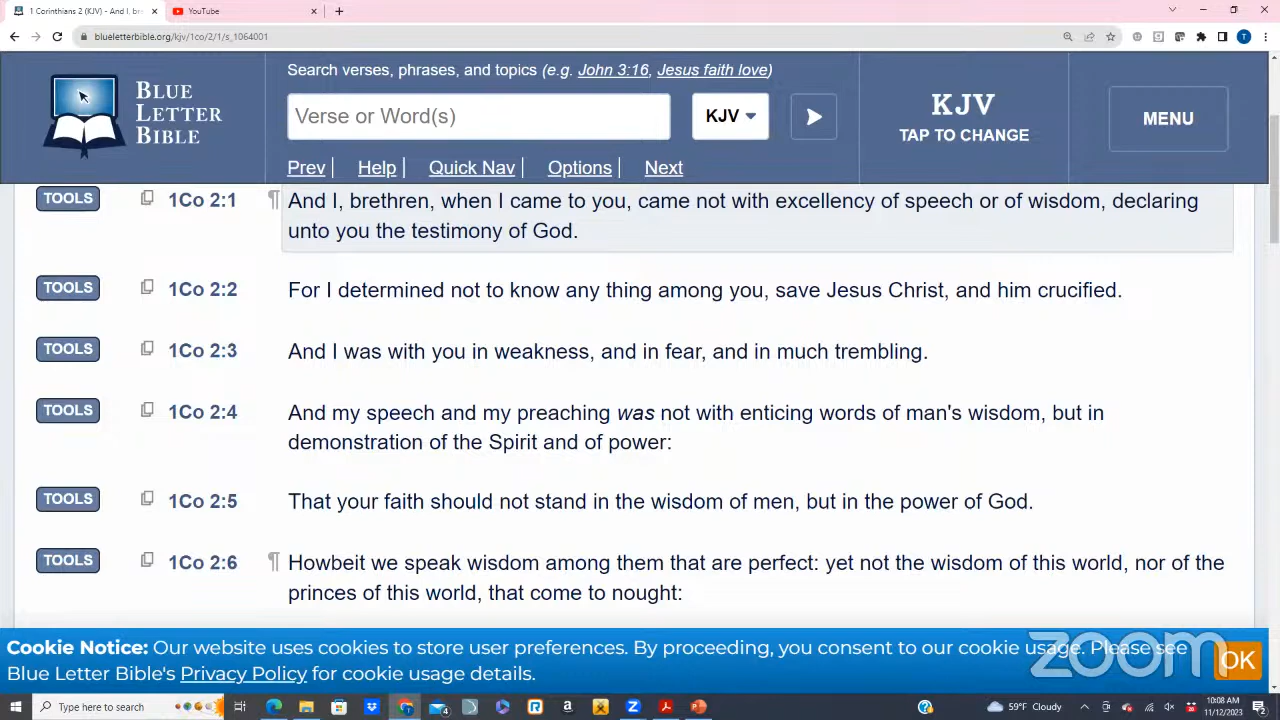 1 Corinthians 2 (KJV) - And I, br
YouTube
blueletterbible.org/kjv/1co/2/1/s_1064001
BLUE
LETTER
BIBLE
Search verses, phrases, and topics (e.g. John 3:16, Jesus faith love)
Verse or Word(s)
KJV
KJV
TAP TO CHANGE
MENU
Prev | Help | Quick Nav | Options | Next
TOOLS 1Co 2:1 ¶ And I, brethren, when I came to you, came not with excellency of speech or of wisdom, declaring
unto you the testimony of God.
TOOLS 1Co 2:2 For I determined not to know any thing among you, save Jesus Christ, and him crucified.
TOOLS 1Co 2:3 And I was with you in weakness, and in fear, and in much trembling.
TOOLS 1Co 2:4 And my speech and my preaching was not with enticing words of man's wisdom, but in
demonstration of the Spirit and of power:
TOOLS 1Co 2:5 That your faith should not stand in the wisdom of men, but in the power of God.
TOOLS 1Co 2:6 ¶ Howbeit we speak wisdom among them that are perfect: yet not the wisdom of this world, nor of the
princes of this world, that come to nought:
Cookie Notice: Our website uses cookies to store user preferences. By proceeding, you consent to our cookie usage. Please see
Blue Letter Bible's Privacy Policy for cookie usage details.
OK
zoom
Type here to search
59°F Cloudy
10:08 AM
11/12/2023